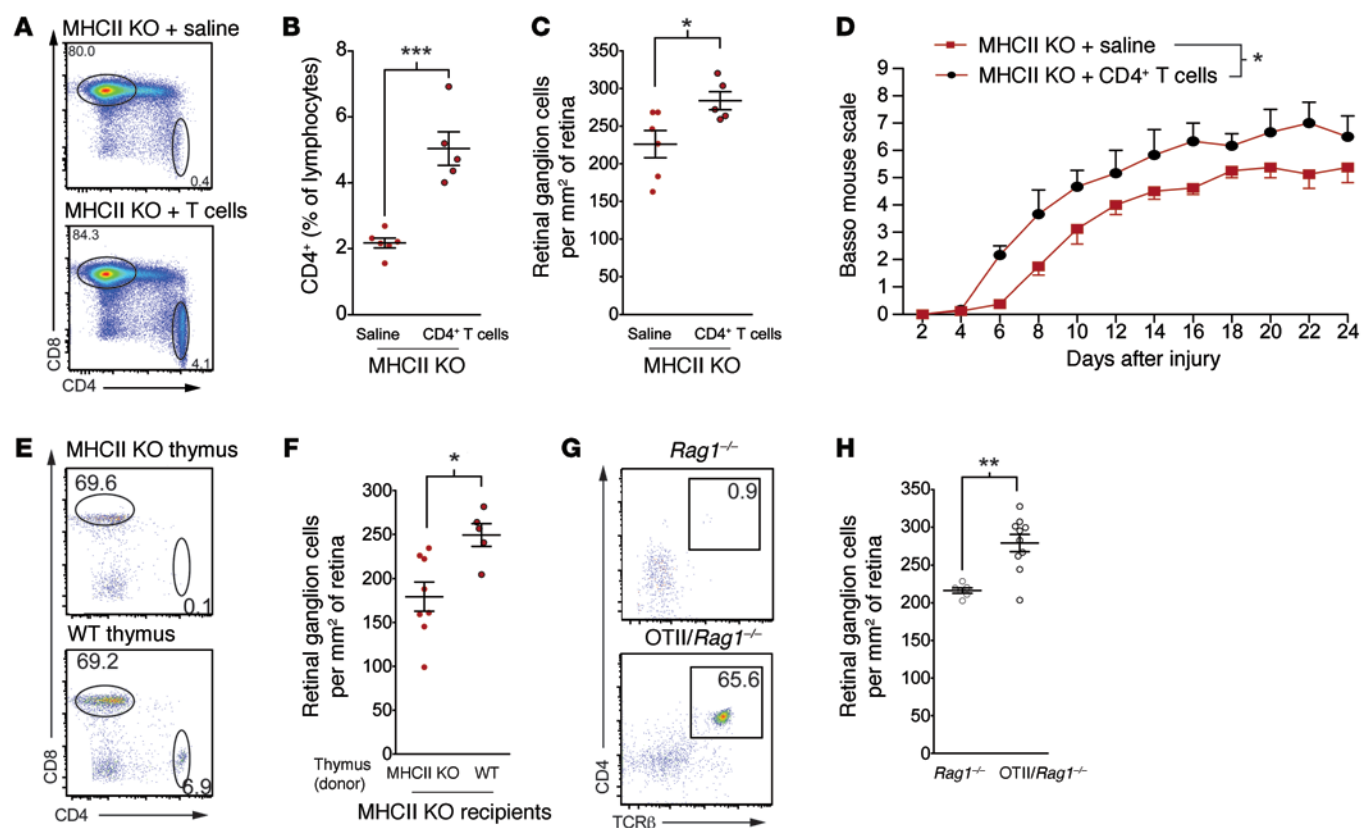 A
MHCII KO + saline
80.0
0.4
MHCII KO + T cells
84.3
4.1
CD8
CD4
B
***
CD4⁺ (% of lymphocytes)
8
6
4
2
0
Saline CD4⁺ T cells
MHCII KO
C
*
Retinal ganglion cells
per mm² of retina
350
300
250
200
150
100
50
0
Saline CD4⁺ T cells
MHCII KO
D
MHCII KO + saline
MHCII KO + CD4⁺ T cells
*
Basso mouse scale
9
8
7
6
5
4
3
2
1
0
2 4 6 8 10 12 14 16 18 20 22 24
Days after injury
E
MHCII KO thymus
69.6
0.1
WT thymus
69.2
6.9
CD8
CD4
F
*
Retinal ganglion cells
per mm² of retina
300
250
200
150
100
50
0
Thymus
(donor)
MHCII KO WT
MHCII KO recipients
G
Rag1⁻/⁻
0.9
OTII/Rag1⁻/⁻
65.6
CD4
TCRβ
H
**
Retinal ganglion cells
per mm² of retina
350
300
250
200
150
100
50
0
Rag1⁻/⁻ OTII/Rag1⁻/⁻